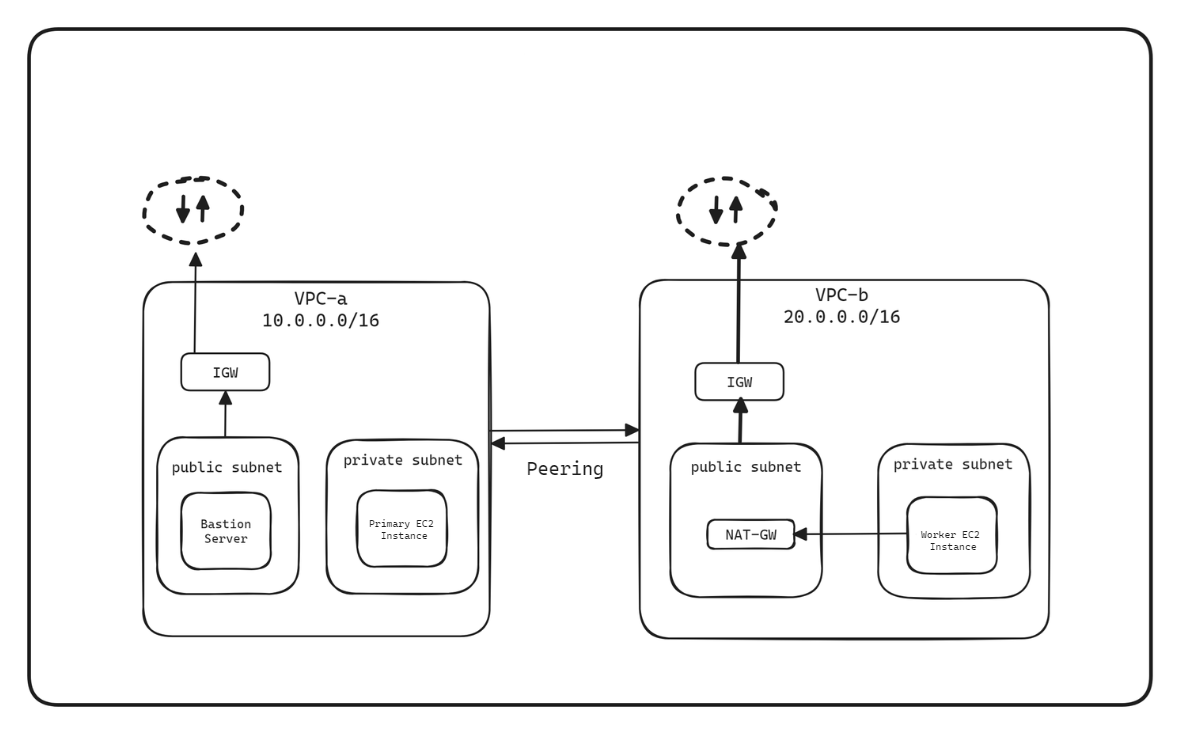 VPC-a
10.0.0.0/16
IGW
public subnet
Bastion
Server
private subnet
Primary EC2
Instance
Peering
VPC-b
20.0.0.0/16
IGW
public subnet
NAT-GW
private subnet
Worker EC2
Instance